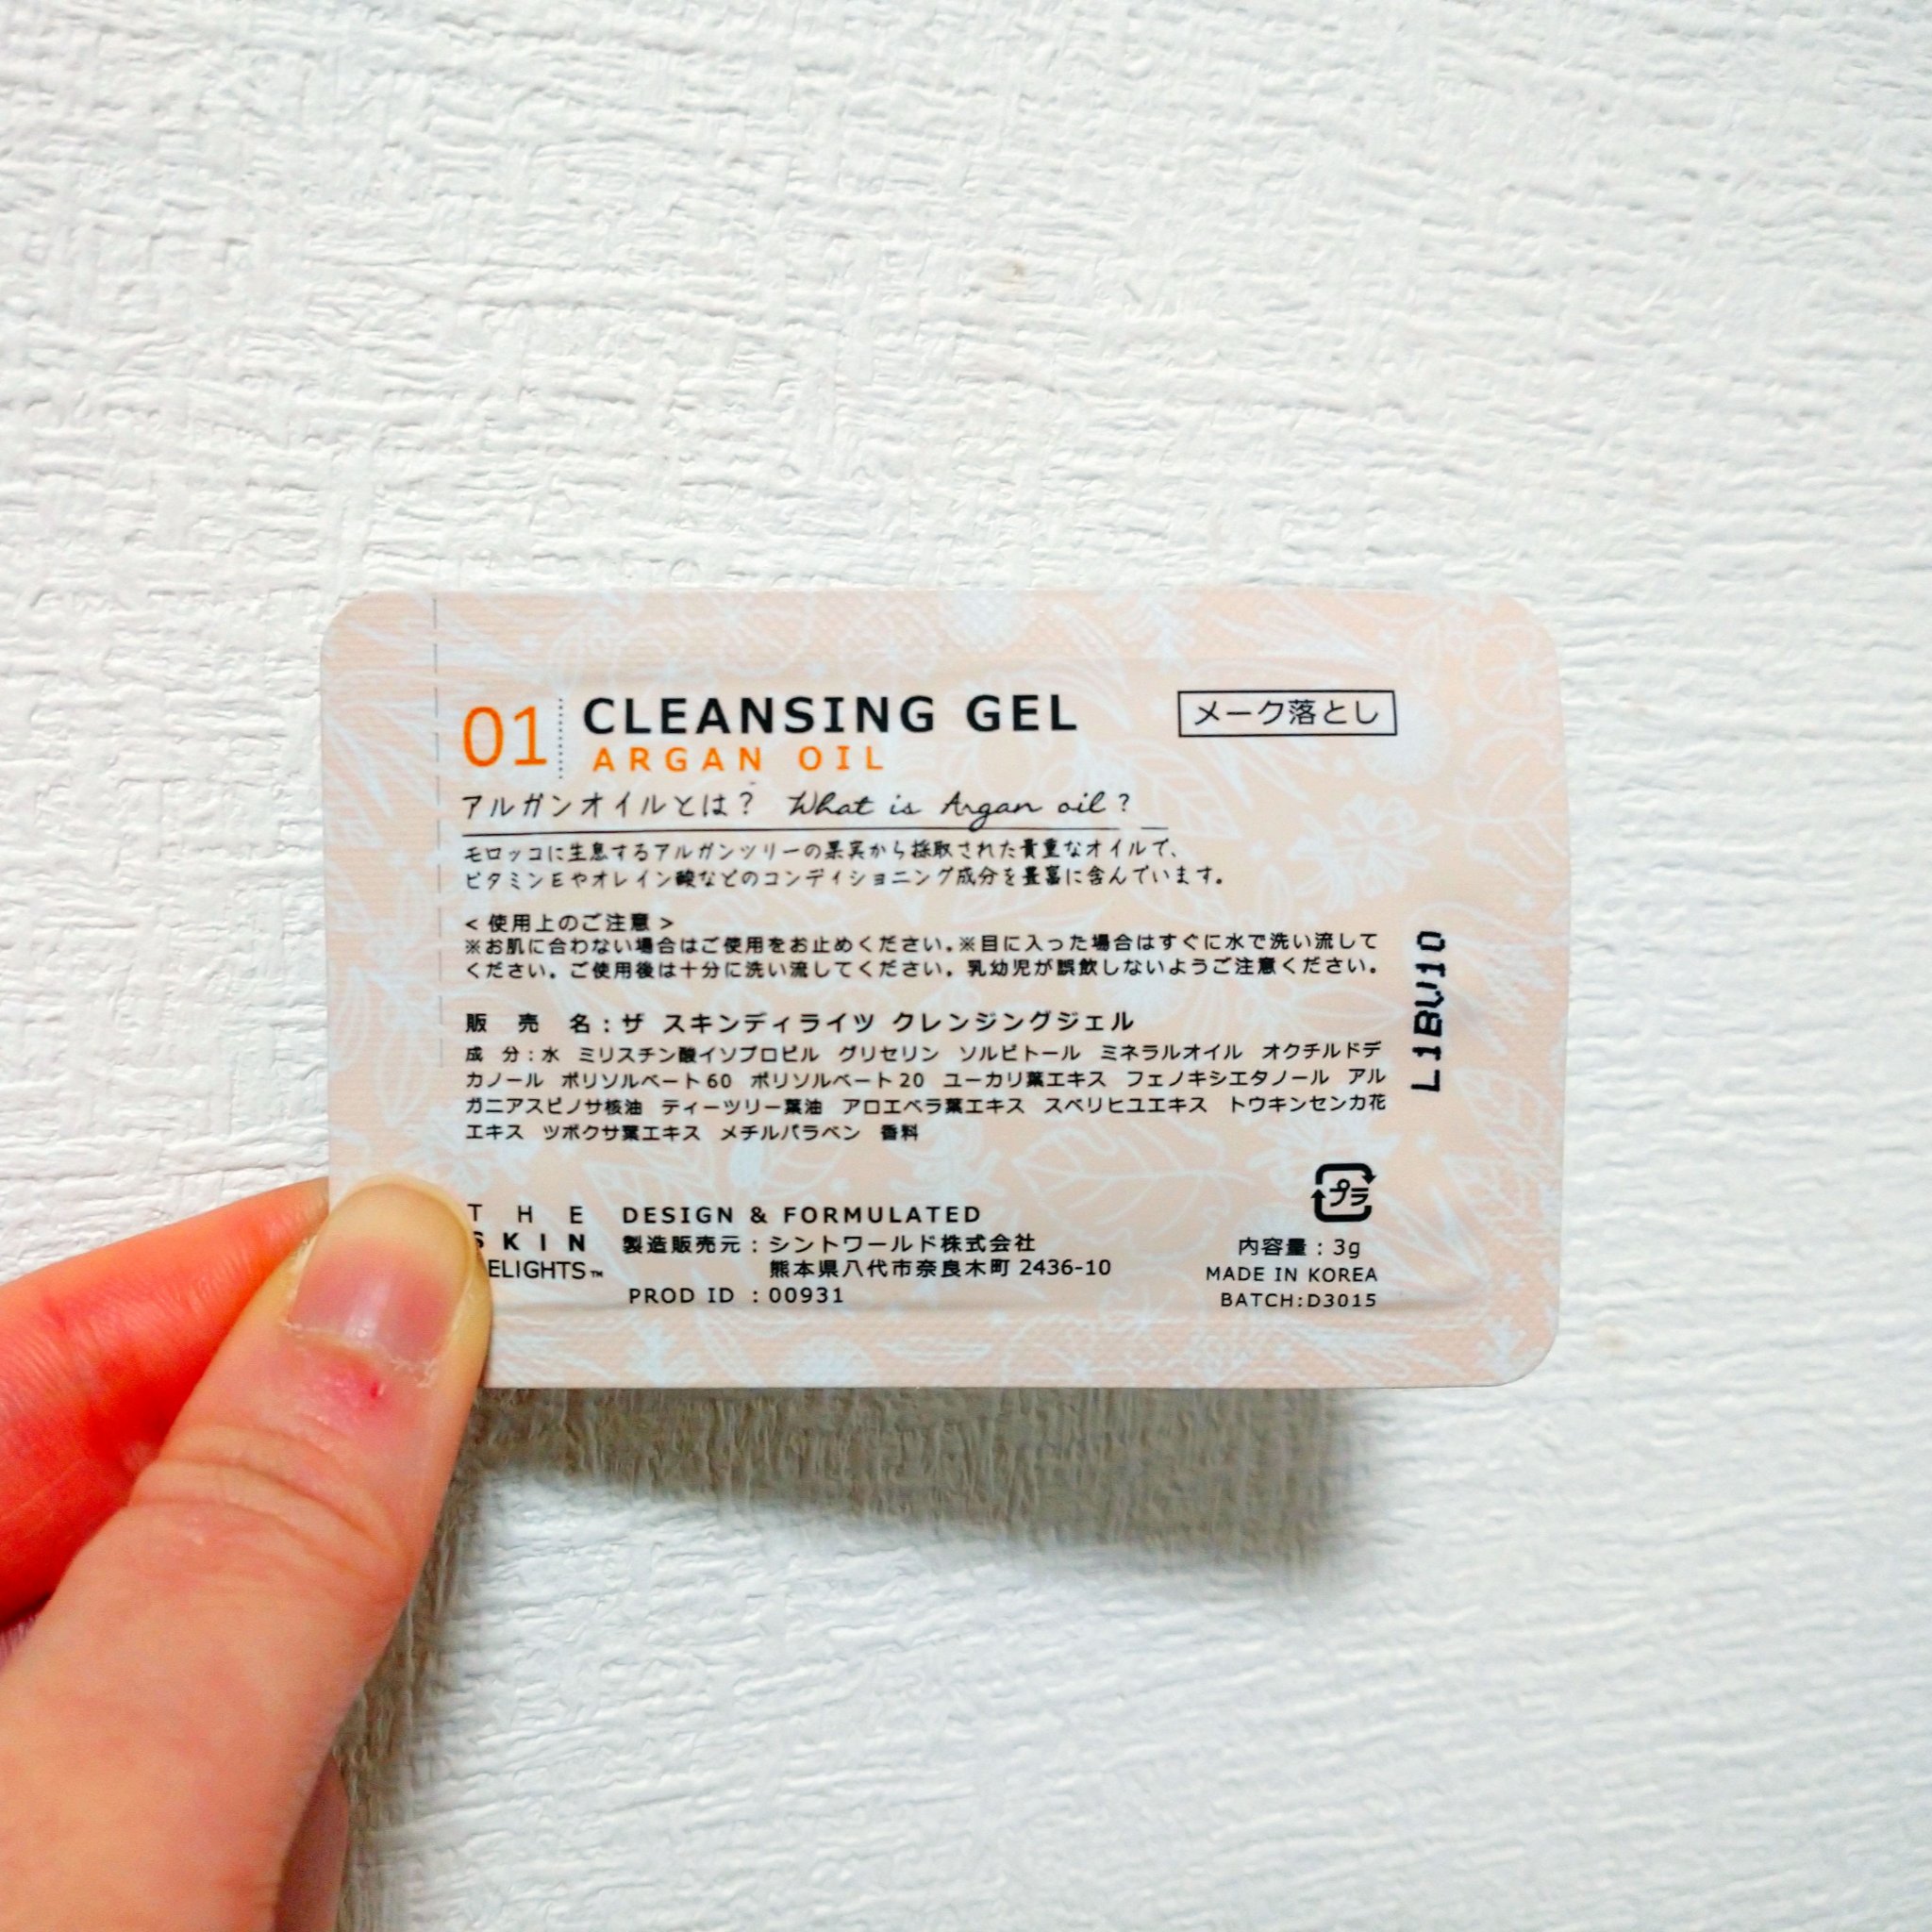 01 CLEANSING GEL メーク落とし
ARGAN OIL
アルガンオイルとは? What is Argan oil?
モロッコに生息するアルガンツリーの果実から採取された貴重なオイルで、
ビタミンEやオレイン酸などのコンディショニング成分を豊富に含んでいます。
<使用上のご注意>
※お肌に合わない場合はご使用をお止めください。※目に入った場合はすぐに水で洗い流して
ください。ご使用後は十分に洗い流してください。乳幼児が誤飲しないようご注意ください。
販 売 名:ザ スキンディライツ クレンジングジェル
成 分:水 ミリスチン酸イソプロピル グリセリン ソルビトール ミネラルオイル オクチルドデ
カノール ポリソルベート60 ポリソルベート20 ユーカリ葉エキス フェノキシエタノール アル
ガニアスピノサ核油 ティーツリー葉油 アロエベラ葉エキス スベリヒユエキス トウキンセンカ花
エキス ツボクサ葉エキス メチルパラベン 香料
L1BU10
THE
SKIN
ELIGHTS™
DESIGN & FORMULATED
製造販売元:シントワールド株式会社
熊本県八代市奈良木町 2436-10
PROD ID :00931
プラ
内容量:3g
MADE IN KOREA
BATCH:D3015